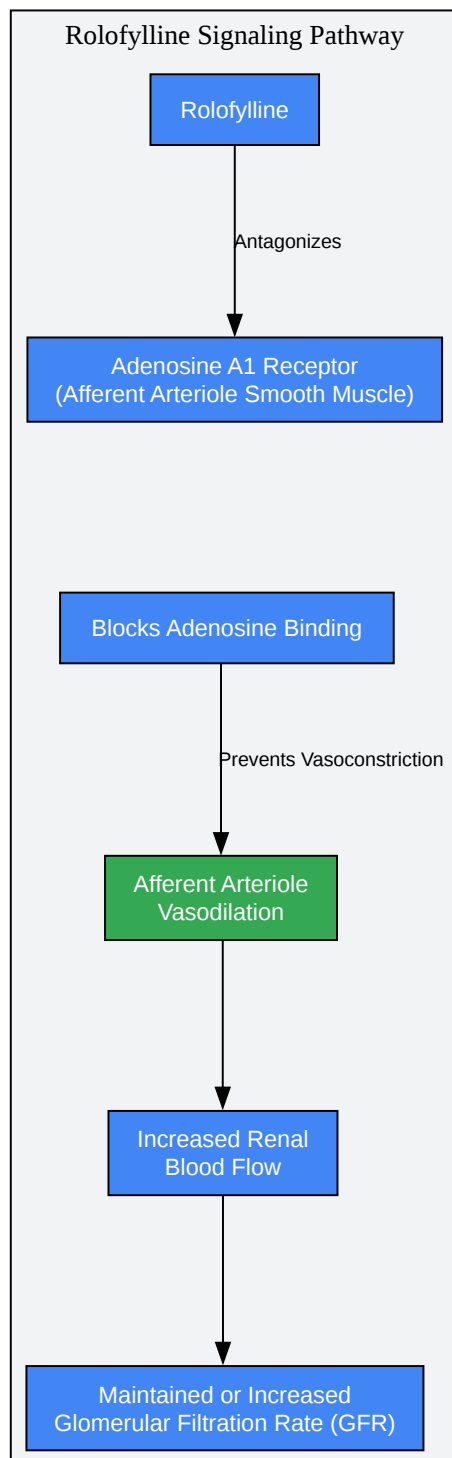 Rolofylline Signaling Pathway
Rolofylline
Antagonizes
Adenosine A1 Receptor
(Afferent Arteriole Smooth Muscle)
Blocks Adenosine Binding
Prevents Vasoconstriction
Afferent Arteriole
Vasodilation
Increased Renal
Blood Flow
Maintained or Increased
Glomerular Filtration Rate (GFR)